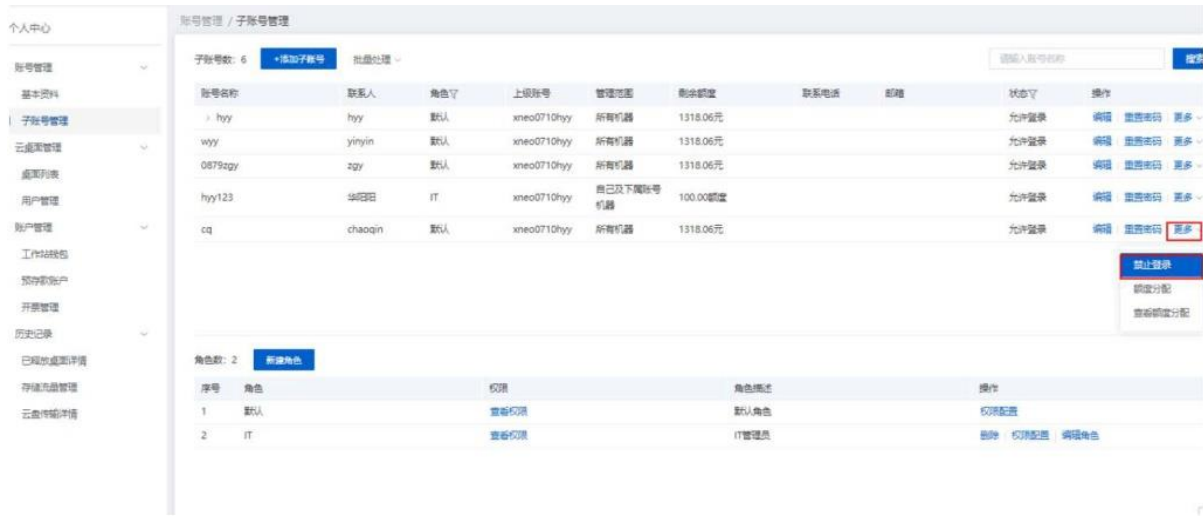 个人中心
账号管理 / 子账号管理
账号管理
基本资料
子账号管理
云桌面管理
桌面列表
用户管理
账户管理
工作站钱包
预存款账户
开票管理
历史记录
已释放桌面详情
存储流量管理
云盘传输详情
子账号数: 6 +添加子账号 批量处理 请输入账号名称 搜索
账号名称 联系人 角色 上级账号 管理范围 剩余额度 联系电话 邮箱 状态 操作
hyy hyy 默认 xneo0710hyy 所有机器 1318.06元 允许登录 编辑 重置密码 更多
wyy yinyin 默认 xneo0710hyy 所有机器 1318.06元 允许登录 编辑 重置密码 更多
0879zgy zgy 默认 xneo0710hyy 所有机器 1318.06元 允许登录 编辑 重置密码 更多
hyy123 华阳阳 IT xneo0710hyy 自己及下属账号机器 100.00额度 允许登录 编辑 重置密码 更多
cq chaoqin 默认 xneo0710hyy 所有机器 1318.06元 允许登录 编辑 重置密码 更多
禁止登录
额度分配
查看额度分配
角色数: 2 新建角色
序号 角色 权限 角色描述 操作
1 默认 查看权限 默认角色 权限配置
2 IT 查看权限 IT管理员 删除 权限配置 编辑角色